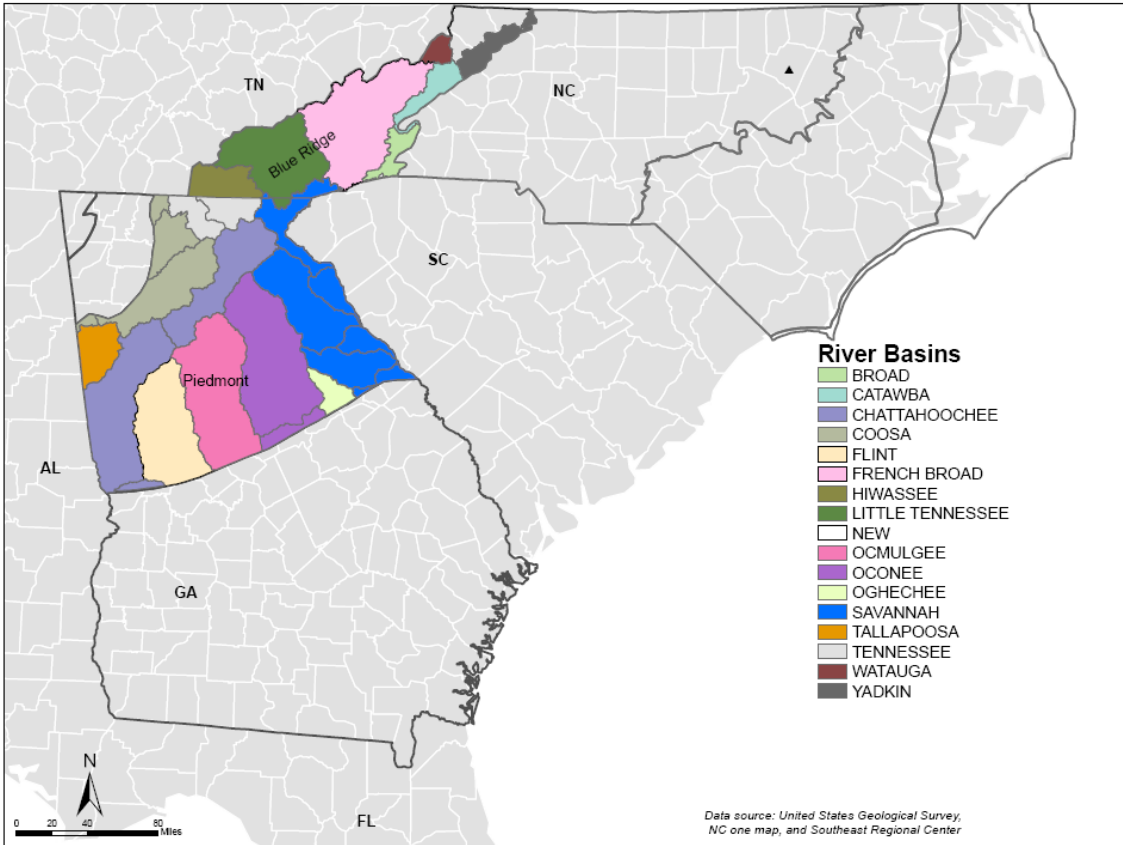 TN
NC
Blue Ridge
SC
Piedmont
AL
GA
FL
River Basins
BROAD
CATAWBA
CHATTAHOOCHEE
COOSA
FLINT
FRENCH BROAD
HIWASSEE
LITTLE TENNESSEE
NEW
OCMULGEE
OCONEE
OGHECHEE
SAVANNAH
TALLAPOOSA
TENNESSEE
WATAUGA
YADKIN
N
0 20 40 80
Miles
Data source: United States Geological Survey,
NC one map, and Southeast Regional Center